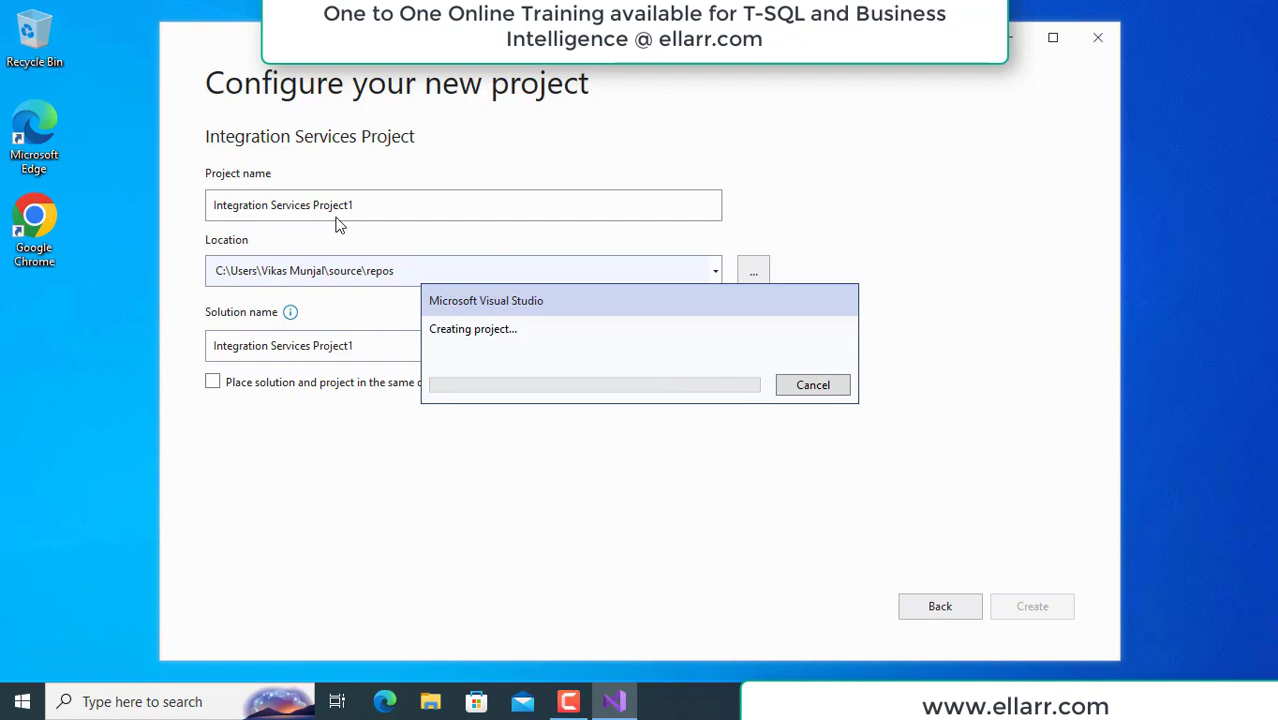 One to One Online Training available for T-SQL and Business
Intelligence @ ellarr.com
Recycle Bin
Configure your new project
Integration Services Project
Microsoft
Edge
Project name
Integration Services Project1
Google
Chrome
Location
C:\Users\Vikas Munjal\source\repos
...
Solution name
i
Microsoft Visual Studio
Creating project...
Integration Services Project1
Place solution and project in the same
Cancel
Back
Create
Type here to search
www.ellarr.com